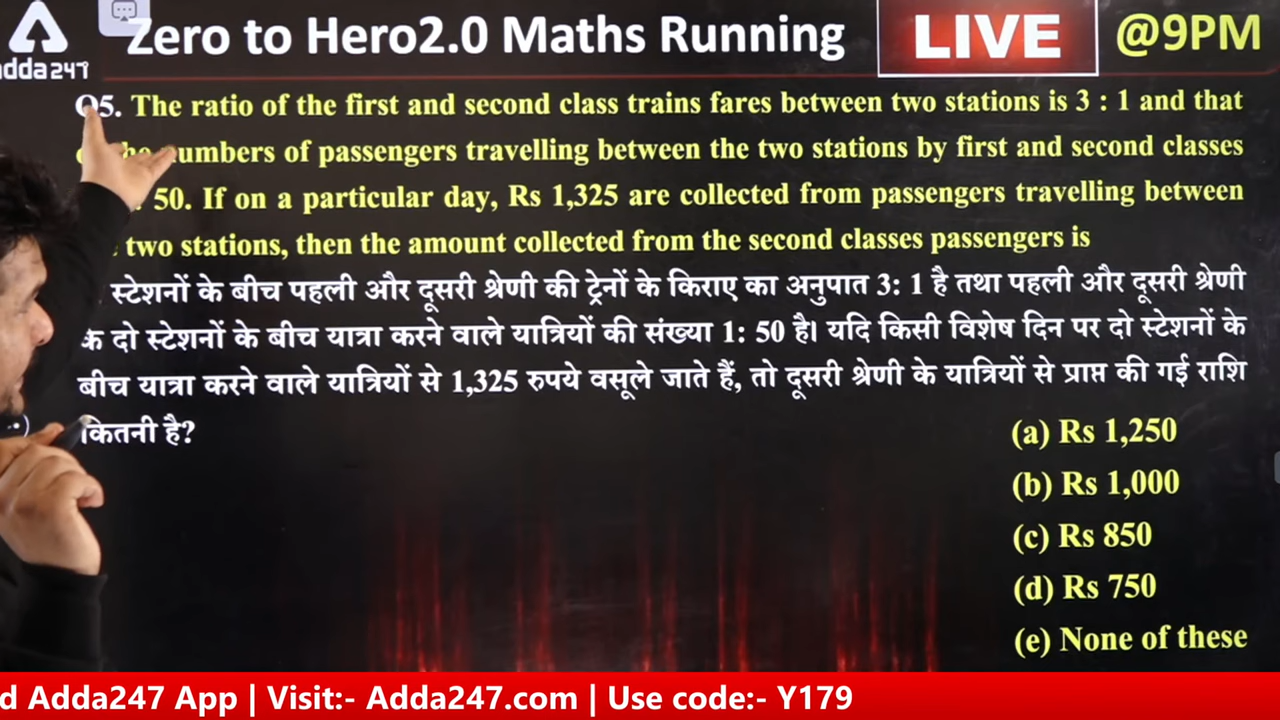 Zero to Hero2.0 Maths Running
LIVE
@9PM
adda247
Q5. The ratio of the first and second class trains fares between two stations is 3 : 1 and that
numbers of passengers travelling between the two stations by first and second classes
50. If on a particular day, Rs 1,325 are collected from passengers travelling between
two stations, then the amount collected from the second classes passengers is
स्टेशनों के बीच पहली और दूसरी श्रेणी की ट्रेनों के किराए का अनुपात 3: 1 है तथा पहली और दूसरी श्रेणी
के दो स्टेशनों के बीच यात्रा करने वाले यात्रियों की संख्या 1: 50 है। यदि किसी विशेष दिन पर दो स्टेशनों के
बीच यात्रा करने वाले यात्रियों से 1,325 रुपये वसूले जाते हैं, तो दूसरी श्रेणी के यात्रियों से प्राप्त की गई राशि
कितनी है?
(a) Rs 1,250
(b) Rs 1,000
(c) Rs 850
(d) Rs 750
(e) None of these
d Adda247 App | Visit:- Adda247.com | Use code:- Y179